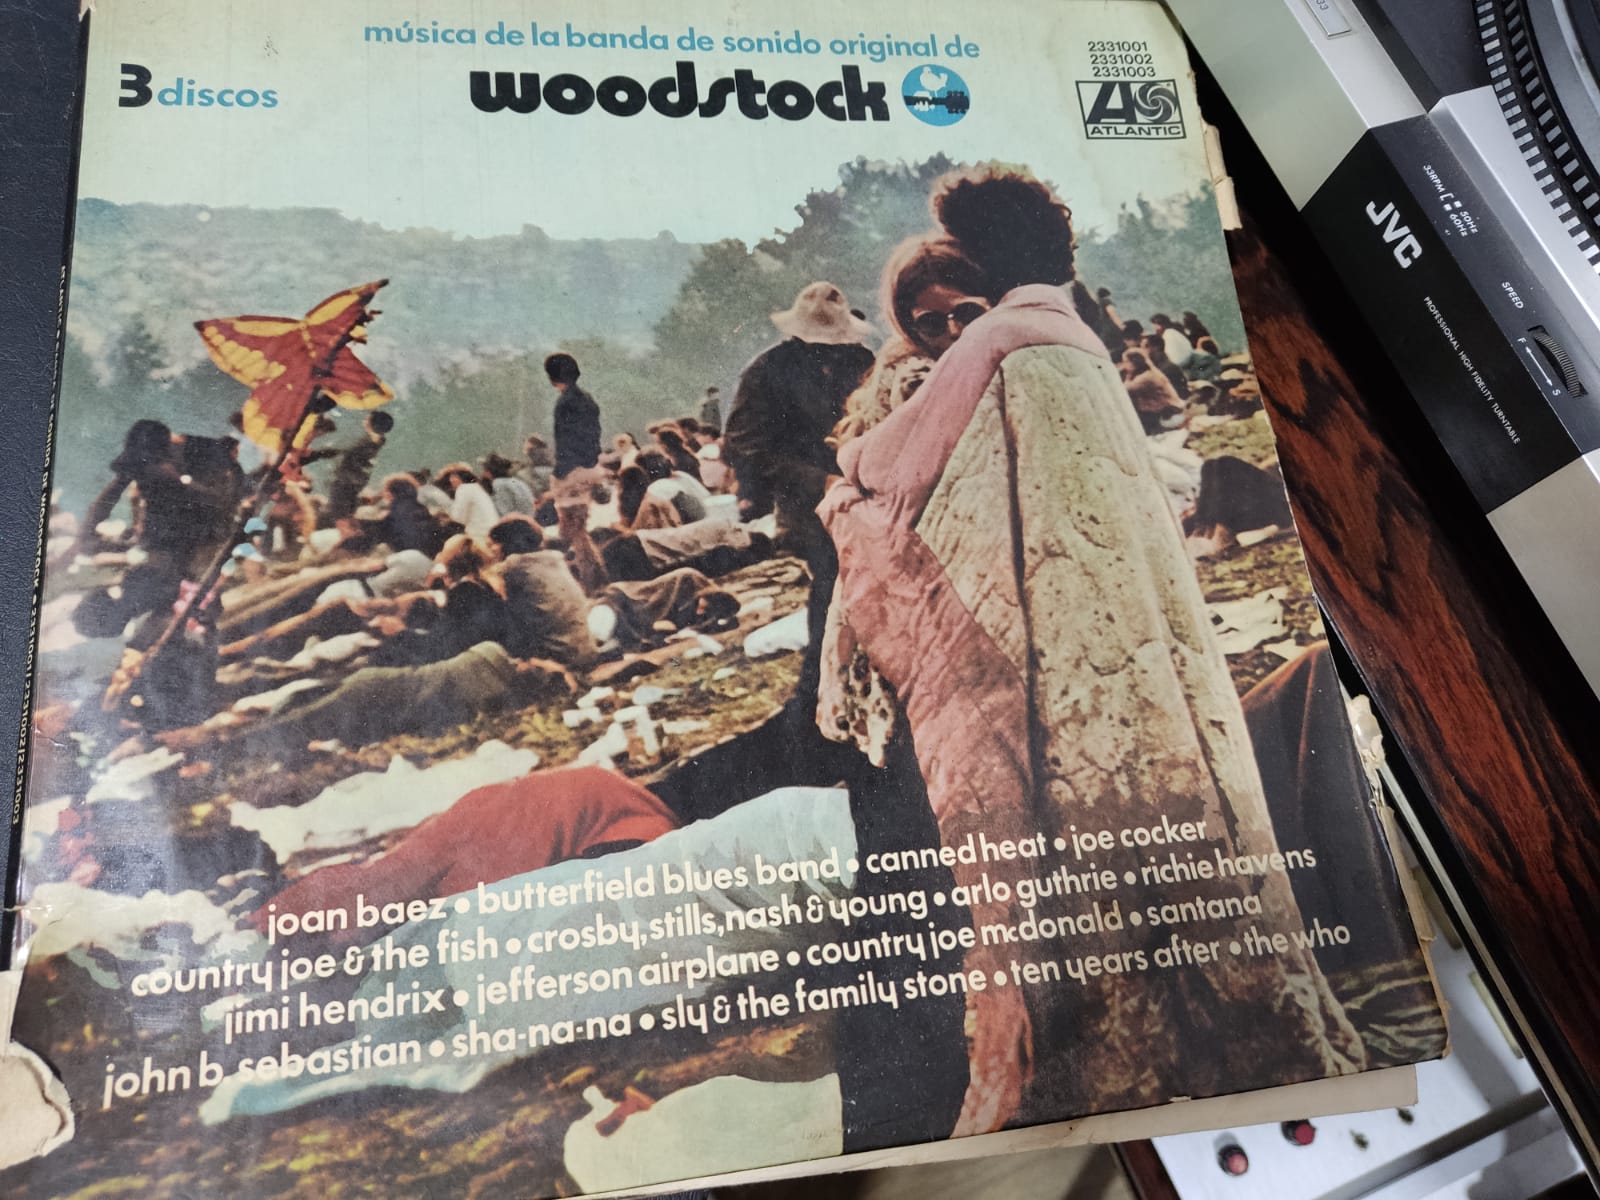 música de la banda de sonido original de
3 discos
woodstock
2331001
2331002
2331003
ATLANTIC
joan baez • butterfield blues band • canned heat • joe cocker
country joe & the fish • crosby, stills, nash & young • arlo guthrie • richie havens
jimi hendrix • jefferson airplane • country joe mcdonald • santana
john b. sebastian • sha-na-na • sly & the family stone • ten years after • the who
33RPM
50Hz
60Hz
JVC
PROFESSIONAL HIGH FIDELITY TURNTABLE
SPEED
F
S